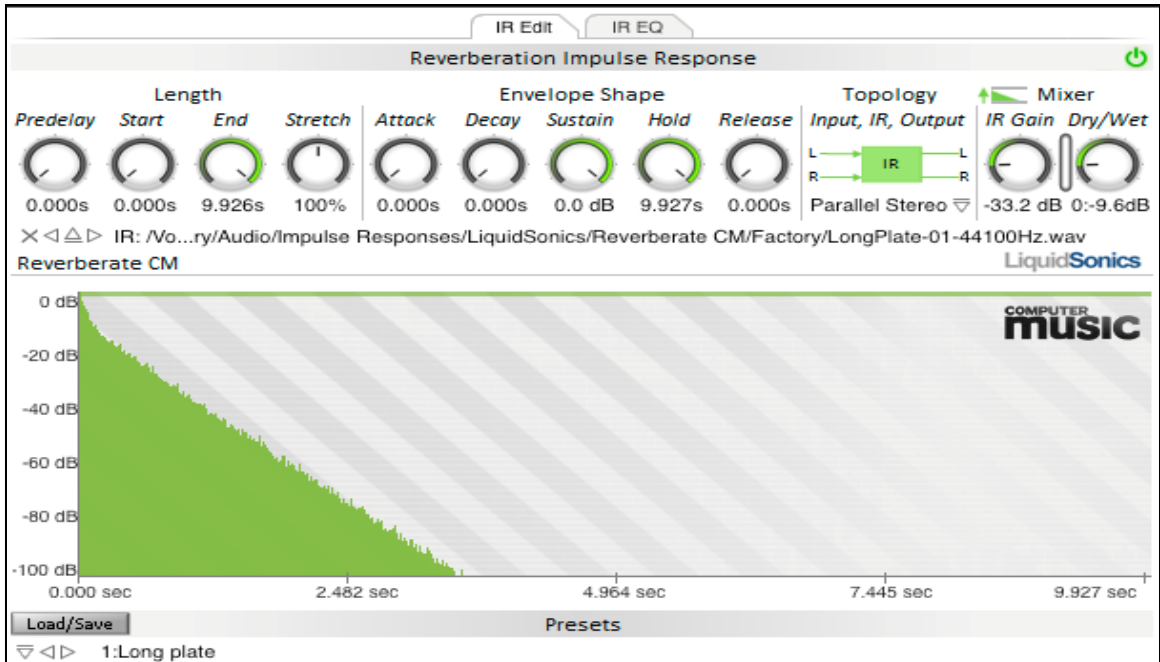 IR Edit IR EQ
Reverberation Impulse Response
Length Envelope Shape Topology Mixer
Predelay Start End Stretch Attack Decay Sustain Hold Release Input, IR, Output IR Gain Dry/Wet
L IR L
R R
0.000s 0.000s 9.926s 100% 0.000s 0.000s 0.0 dB 9.927s 0.000s Parallel Stereo -33.2 dB 0:-9.6dB
IR: /Vo...ry/Audio/Impulse Responses/LiquidSonics/Reverberate CM/Factory/LongPlate-01-44100Hz.wav
Reverberate CM LiquidSonics
0 dB
COMPUTER
music
-20 dB
-40 dB
-60 dB
-80 dB
-100 dB
0.000 sec 2.482 sec 4.964 sec 7.445 sec 9.927 sec
Load/Save Presets
1:Long plate